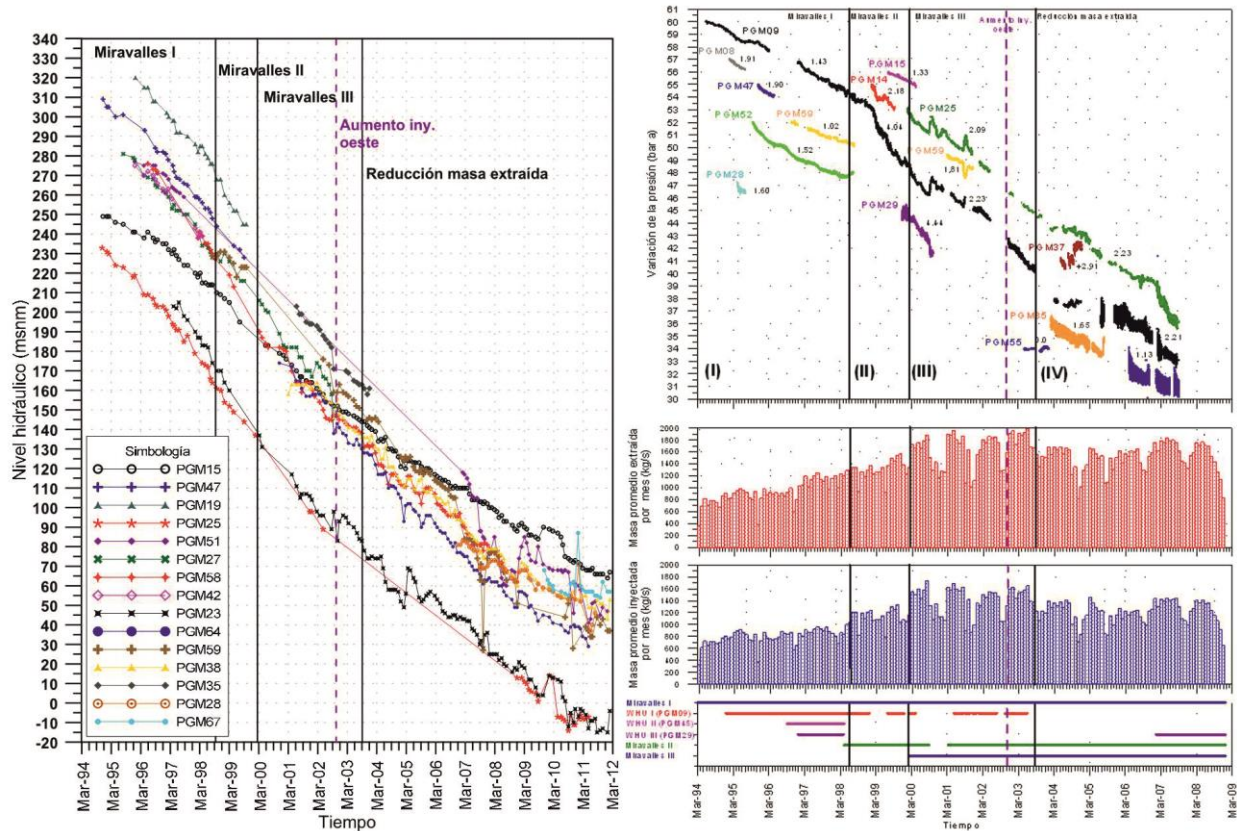 Nivel hidráulico (msnm)
340
330
320
310
300
290
280
270
260
250
240
230
220
210
200
190
180
170
160
150
140
130
120
110
100
90
80
70
60
50
40
30
20
10
0
-10
-20
Miravalles I
Miravalles II
Miravalles III
Aumento iny.
oeste
Reducción masa extraída
Simbología
PGM15
PGM47
PGM19
PGM25
PGM51
PGM27
PGM58
PGM42
PGM23
PGM64
PGM59
PGM38
PGM35
PGM28
PGM67
Mar-94
Mar-95
Mar-96
Mar-97
Mar-98
Mar-99
Mar-00
Mar-01
Mar-02
Mar-03
Mar-04
Mar-05
Mar-06
Mar-07
Mar-08
Mar-09
Mar-10
Mar-11
Mar-12
Tiempo
Variación de la presión (bar a)
61
60
59
58
57
56
55
54
53
52
51
50
49
48
47
46
45
44
43
42
41
40
39
38
37
36
35
34
33
32
31
30
Miravalles I
Miravalles II
Miravalles III
Aumento iny.
oeste
Reducción masa extraída
PGM09
PGM08
1.91
PGM47
1.90
1.43
PGM14
2.18
PGM15
1.33
PGM52
PGM59
1.02
1.52
4.64
PGM25
2.09
PGM59
1.81
PGM28
1.60
PGM29
4.44
2.23
PGM37
+2.91
2.23
1.65
PGM55
1.13
2.21
(I)
(II)
(III)
(IV)
Masa promedio extraída
por mes (kg/s)
2000
1800
1600
1400
1200
1000
800
600
400
200
0
Masa promedio inyectada
por mes (kg/s)
2000
1800
1600
1400
1200
1000
800
600
400
200
0
Miravalles I
WHU I (PGM09)
WHU III (PGM29)
Miravalles II
Miravalles III
Mar-94
Mar-95
Mar-96
Mar-97
Mar-98
Mar-99
Mar-00
Mar-01
Mar-02
Mar-03
Mar-04
Mar-05
Mar-06
Mar-07
Mar-08
Mar-09
Tiempo